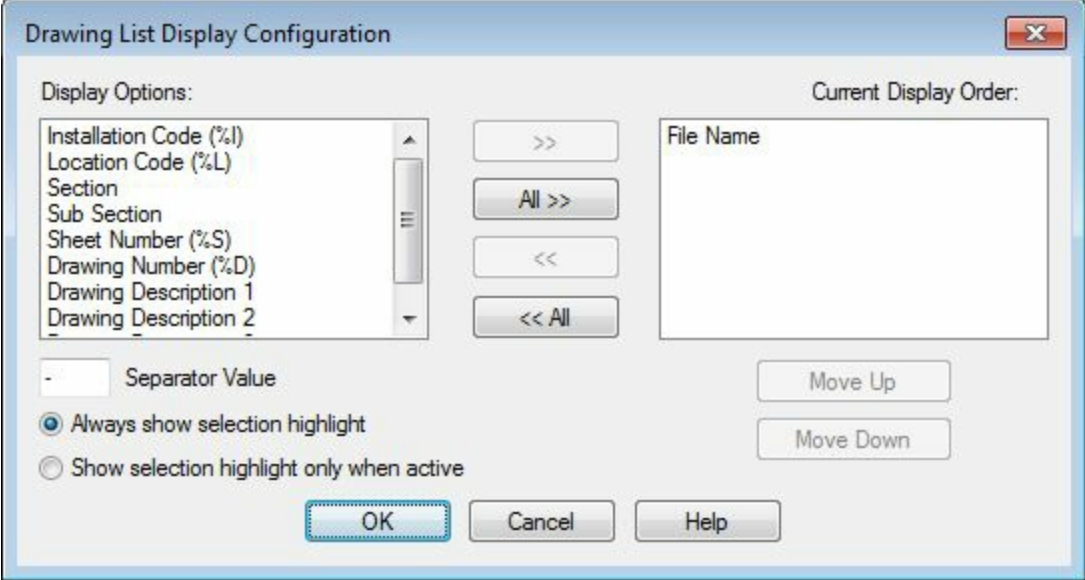 Drawing List Display Configuration
Display Options:
Current Display Order:
Installation Code (%I)
Location Code (%L)
Section
Sub Section
Sheet Number (%S)
Drawing Number (%D)
Drawing Description 1
Drawing Description 2
>>
All >>
<<
<< All
File Name
- Separator Value
Always show selection highlight
Show selection highlight only when active
Move Up
Move Down
OK
Cancel
Help